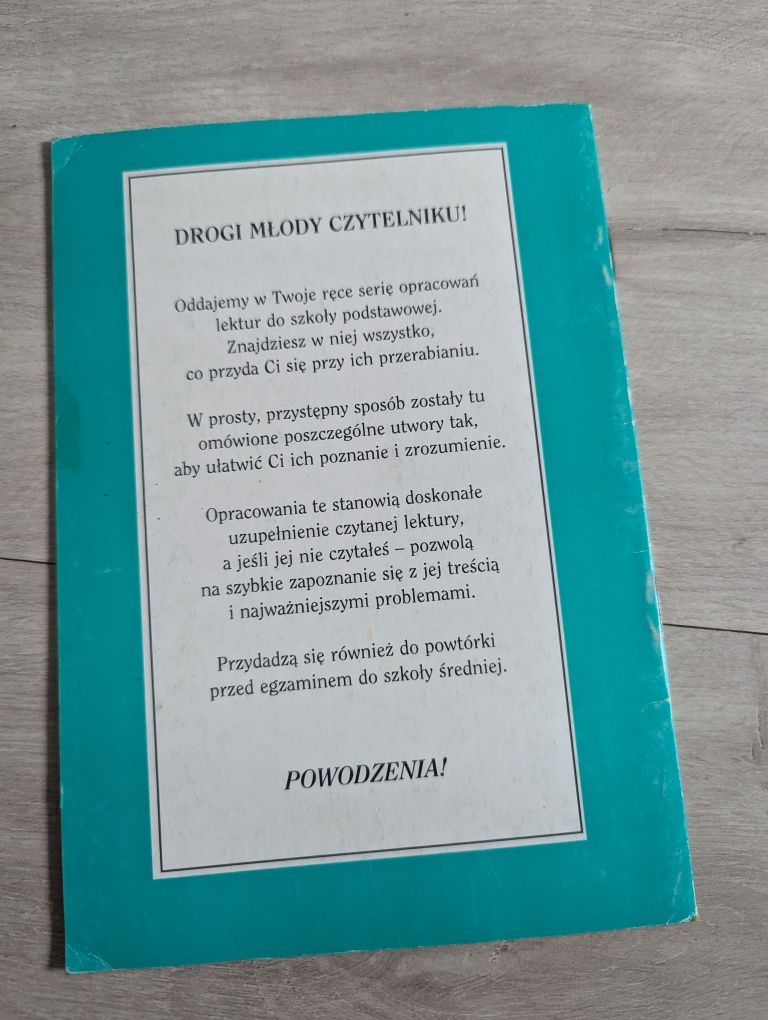 DROGI MŁODY CZYTELNIKU!
Oddajemy w Twoje ręce serię opracowań
lektur do szkoły podstawowej.
Znajdziesz w niej wszystko,
co przyda Ci się przy ich przerabianiu.
W prosty, przystępny sposób zostały tu
omówione poszczególne utwory tak,
aby ułatwić Ci ich poznanie i zrozumienie.
Opracowania te stanowią doskonałe
uzupełnienie czytanej lektury,
a jeśli jej nie czytałeś – pozwolą
na szybkie zapoznanie się z jej treścią
i najważniejszymi problemami.
Przydadzą się również do powtórki
przed egzaminem do szkoły średniej.
POWODZENIA!